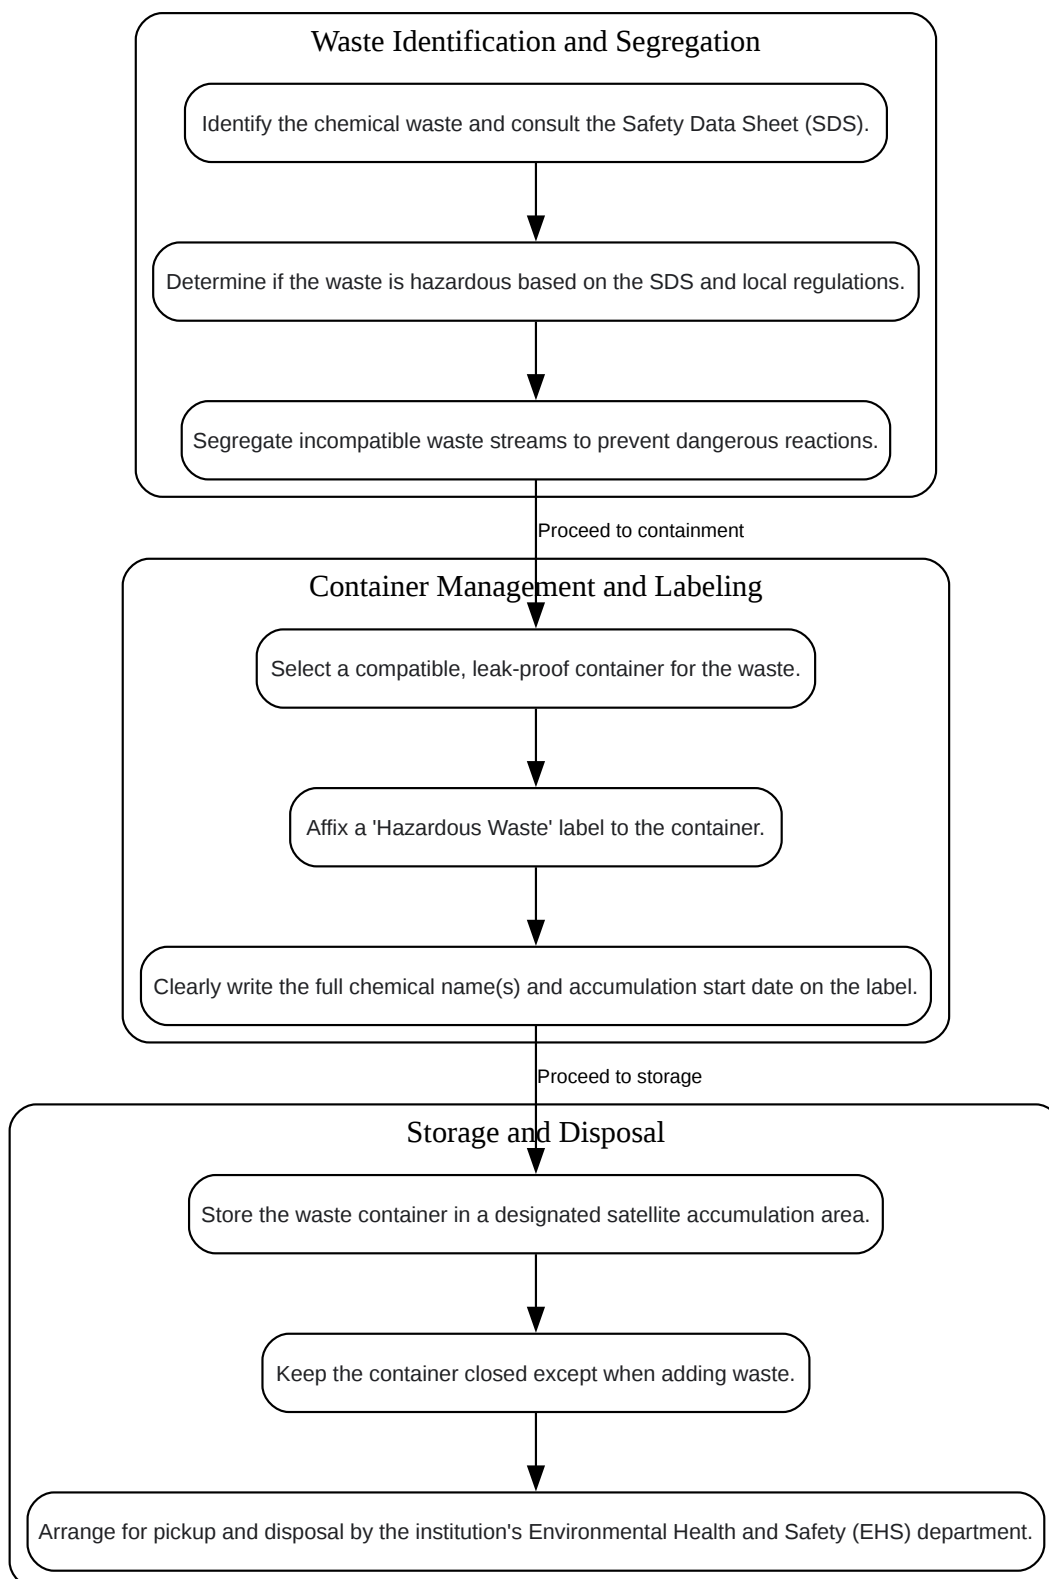 Waste Identification and Segregation
Identify the chemical waste and consult the Safety Data Sheet (SDS).
Determine if the waste is hazardous based on the SDS and local regulations.
Segregate incompatible waste streams to prevent dangerous reactions.
Proceed to containment
Container Management and Labeling
Select a compatible, leak-proof container for the waste.
Affix a 'Hazardous Waste' label to the container.
Clearly write the full chemical name(s) and accumulation start date on the label.
Proceed to storage
Storage and Disposal
Store the waste container in a designated satellite accumulation area.
Keep the container closed except when adding waste.
Arrange for pickup and disposal by the institution's Environmental Health and Safety (EHS) department.